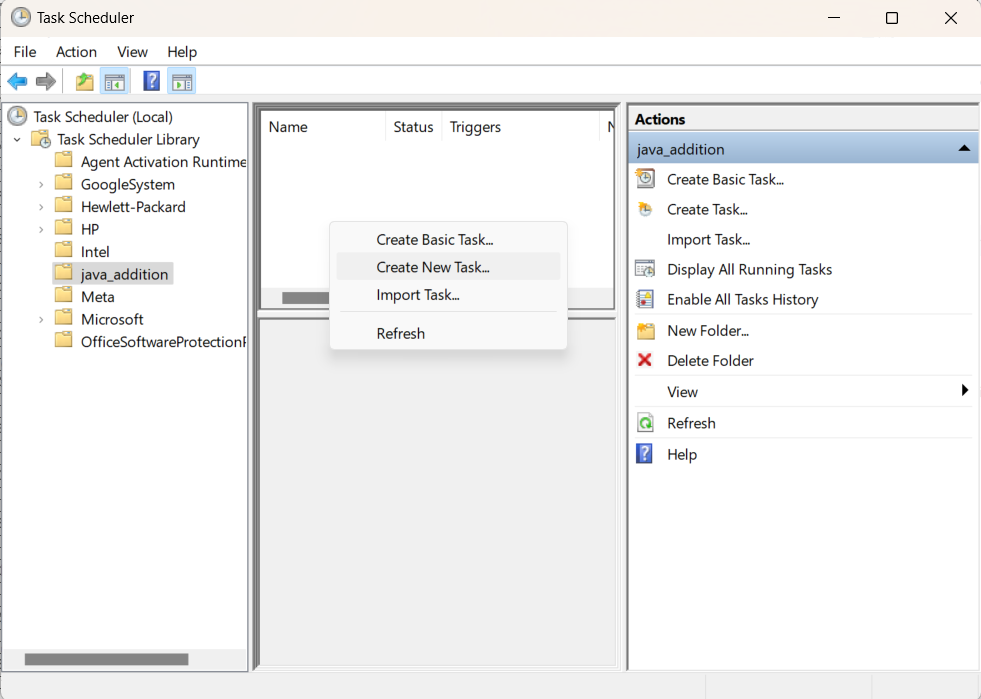 Task Scheduler
File Action View Help
Task Scheduler (Local)
Task Scheduler Library
Agent Activation Runtime
GoogleSystem
Hewlett-Packard
HP
Intel
java_addition
Meta
Microsoft
OfficeSoftwareProtection
Name Status Triggers N
Create Basic Task...
Create New Task...
Import Task...
Refresh
Actions
java_addition
Create Basic Task...
Create Task...
Import Task...
Display All Running Tasks
Enable All Tasks History
New Folder...
Delete Folder
View
Refresh
Help